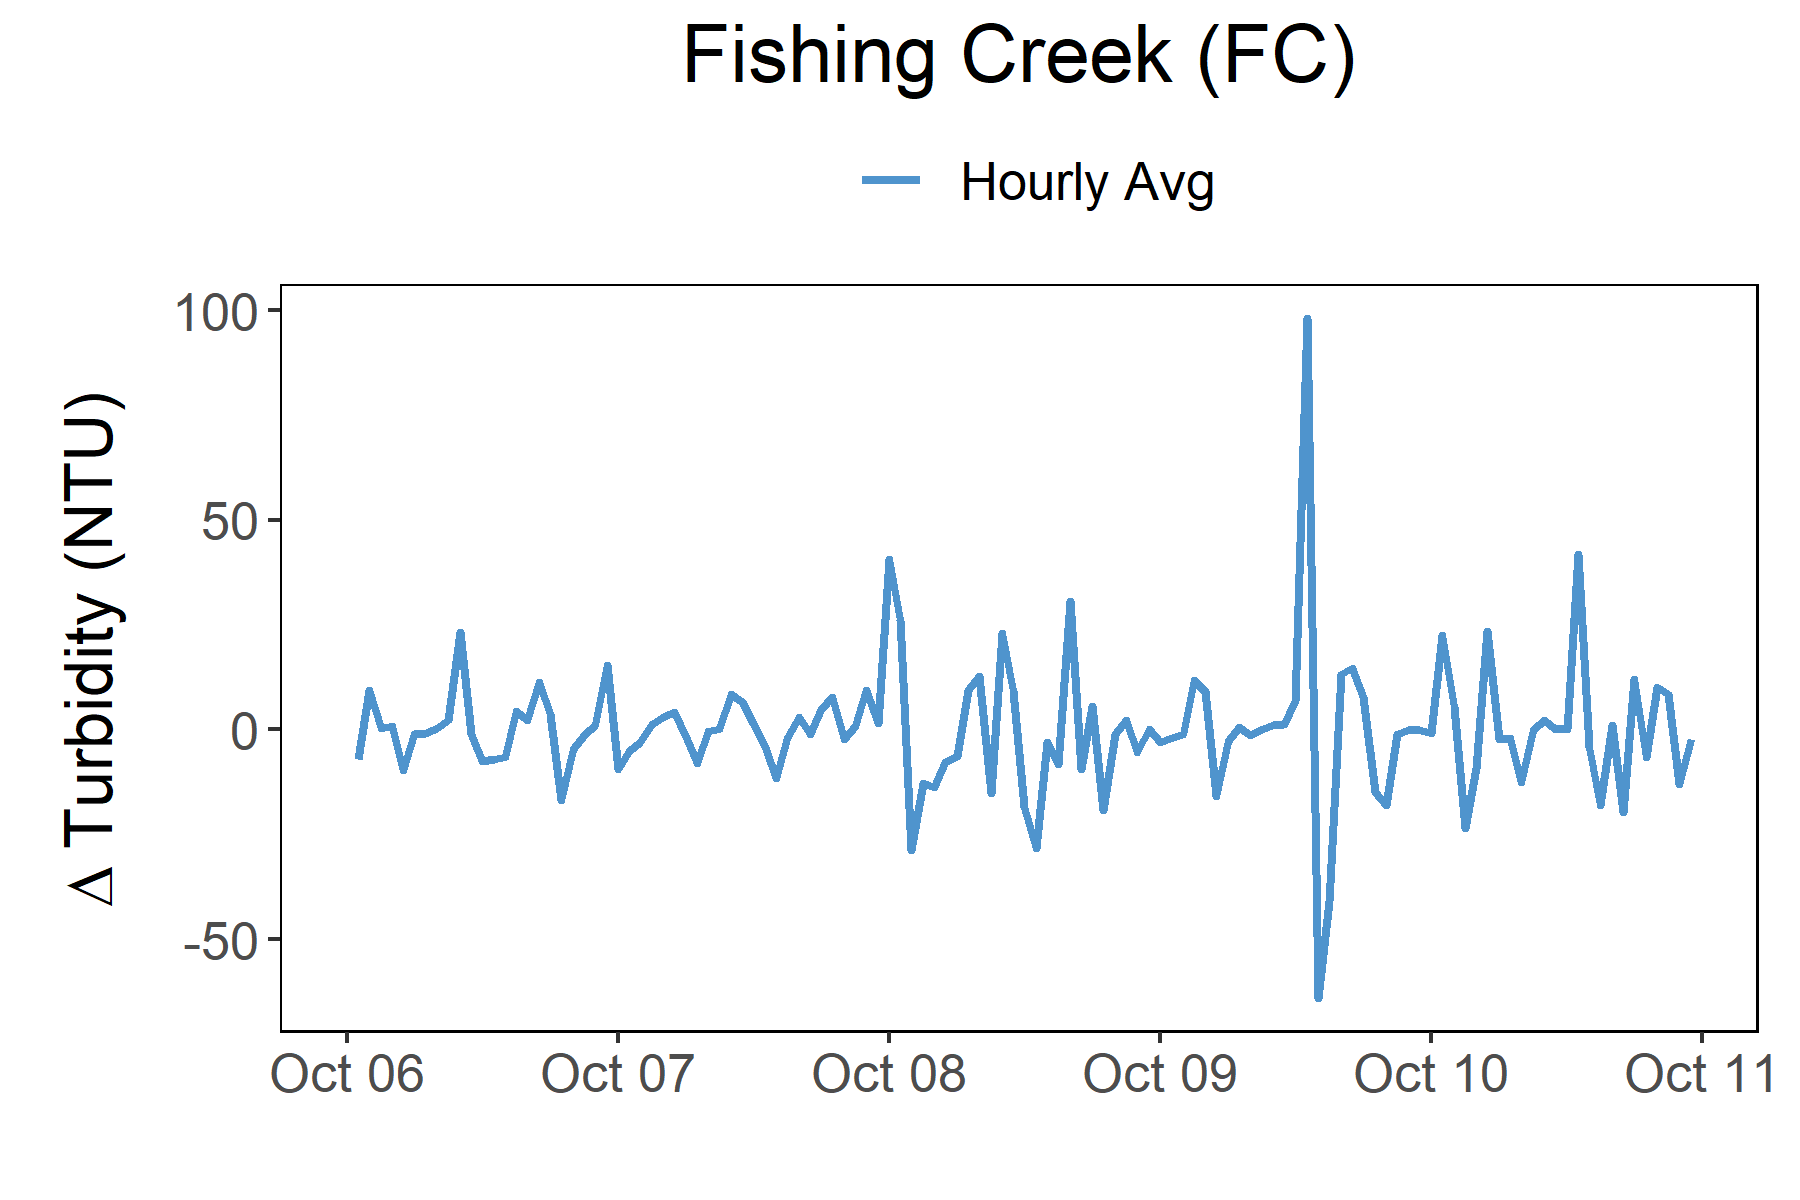 Fishing Creek (FC)
Hourly Avg
Δ Turbidity (NTU)
100
50
0
-50
Oct 06
Oct 07
Oct 08
Oct 09
Oct 10
Oct 11